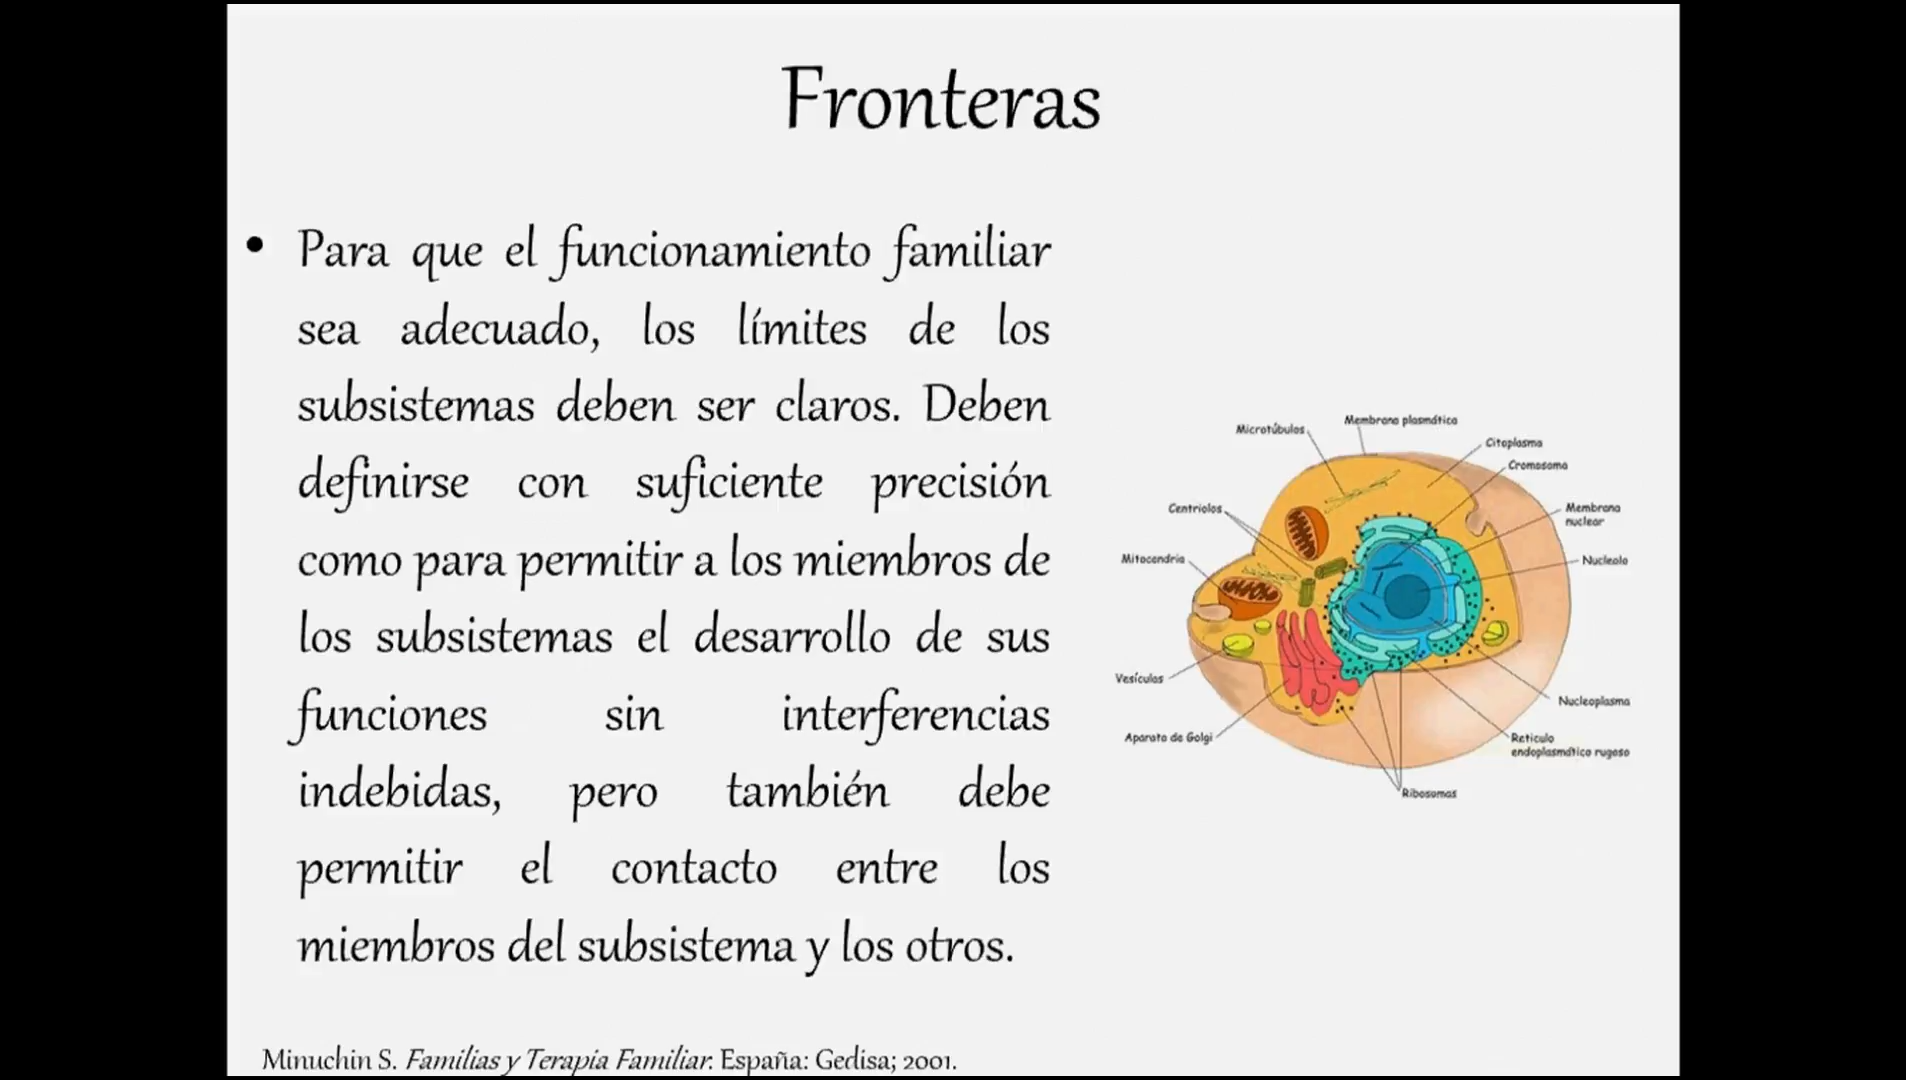 Fronteras
• Para que el funcionamiento familiar
sea adecuado, los límites de los
subsistemas deben ser claros. Deben
definirse con suficiente precisión
como para permitir a los miembros de
los subsistemas el desarrollo de sus
funciones sin interferencias
indebidas, pero también debe
permitir el contacto entre los
miembros del subsistema y los otros.
Membrana plasmática
Microtúbulos
Citoplasma
Cromosoma
Centriolos
Membrana
nuclear
Mitocondria
Nucleolo
Vesículas
Nucleoplasma
Aparato de Golgi
Retículo
endoplasmático rugoso
Ribosomas
Minuchin S. Familias y Terapia Familiar. España: Gedisa; 2001.